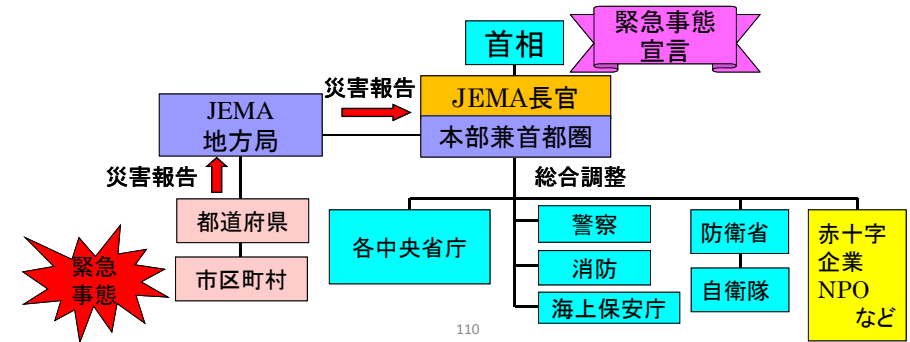 首相
緊急事態
宣言
災害報告
JEMA長官
本部兼首都圏
JEMA
地方局
災害報告
総合調整
都道府県
市区町村
緊急
事態
各中央省庁
警察
消防
海上保安庁
防衛省
自衛隊
赤十字
企業
NPO
など
110